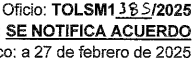 Oficio: TOLSM1385/2025
SE NOTIFICA ACUERDO
co: a 27 de febrero de 2025